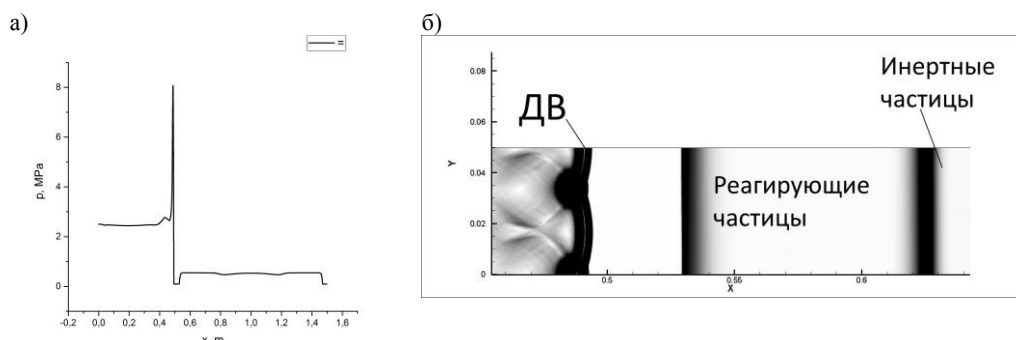 а)
б)
=
8
6
4
2
0
p, MPa
-0,2
0,0
0,2
0,4
0,6
0,8
1,0
1,2
1,4
1,6
0.08
0.06
0.04
0.02
0
Y
0.5
0.55
0.6
X
ДВ
Реагирующие
частицы
Инертные
частицы